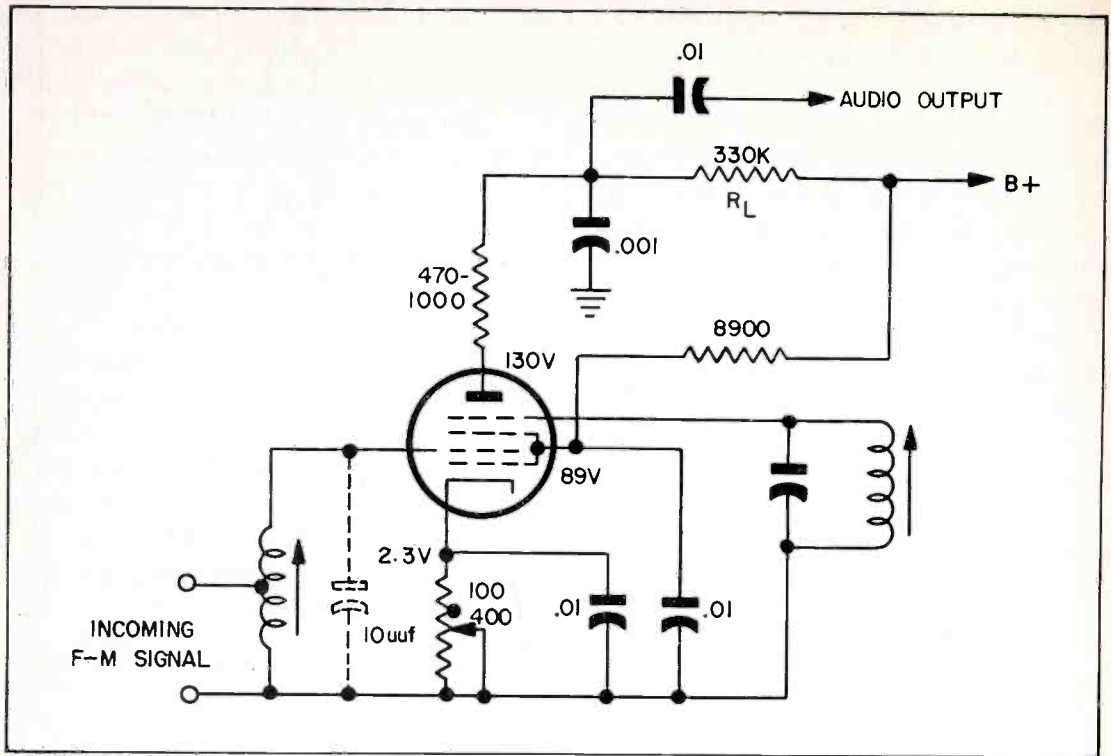 .01
AUDIO OUTPUT
330K
R_L
B+
.001
470-
1000
8900
130V
89V
2.3V
100
400
.01
.01
10uuf
INCOMING
F-M SIGNAL